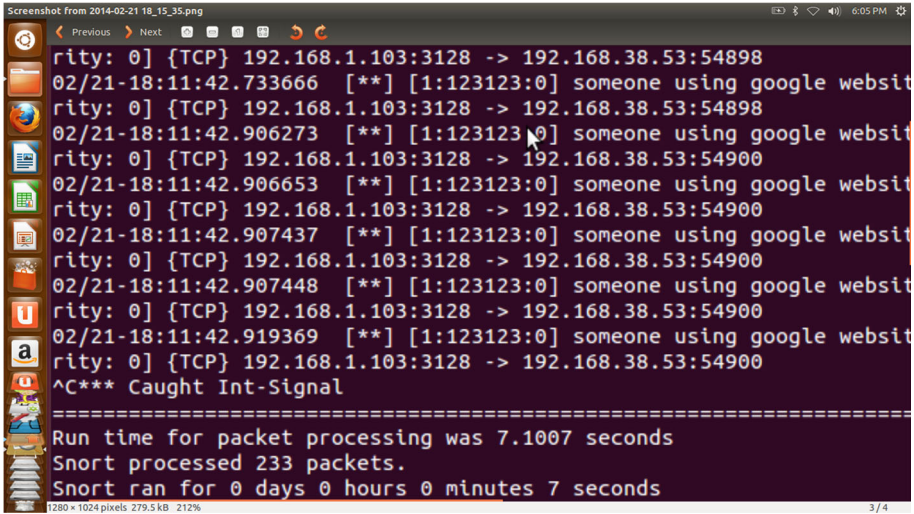 Screenshot from 2014-02-21 18_15_35.png
6:05 PM
Previous Next
rity: 0] {TCP} 192.168.1.103:3128 -> 192.168.38.53:54898
02/21-18:11:42.733666 [**] [1:123123:0] someone using google websit
rity: 0] {TCP} 192.168.1.103:3128 -> 192.168.38.53:54898
02/21-18:11:42.906273 [**] [1:123123:0] someone using google websit
rity: 0] {TCP} 192.168.1.103:3128 -> 192.168.38.53:54900
02/21-18:11:42.906653 [**] [1:123123:0] someone using google websit
rity: 0] {TCP} 192.168.1.103:3128 -> 192.168.38.53:54900
02/21-18:11:42.907437 [**] [1:123123:0] someone using google websit
rity: 0] {TCP} 192.168.1.103:3128 -> 192.168.38.53:54900
02/21-18:11:42.907448 [**] [1:123123:0] someone using google websit
rity: 0] {TCP} 192.168.1.103:3128 -> 192.168.38.53:54900
02/21-18:11:42.919369 [**] [1:123123:0] someone using google websit
rity: 0] {TCP} 192.168.1.103:3128 -> 192.168.38.53:54900
^C*** Caught Int-Signal
===================================================================
Run time for packet processing was 7.1007 seconds
Snort processed 233 packets.
Snort ran for 0 days 0 hours 0 minutes 7 seconds
1280 × 1024 pixels 279.5 kB 212%
3 / 4